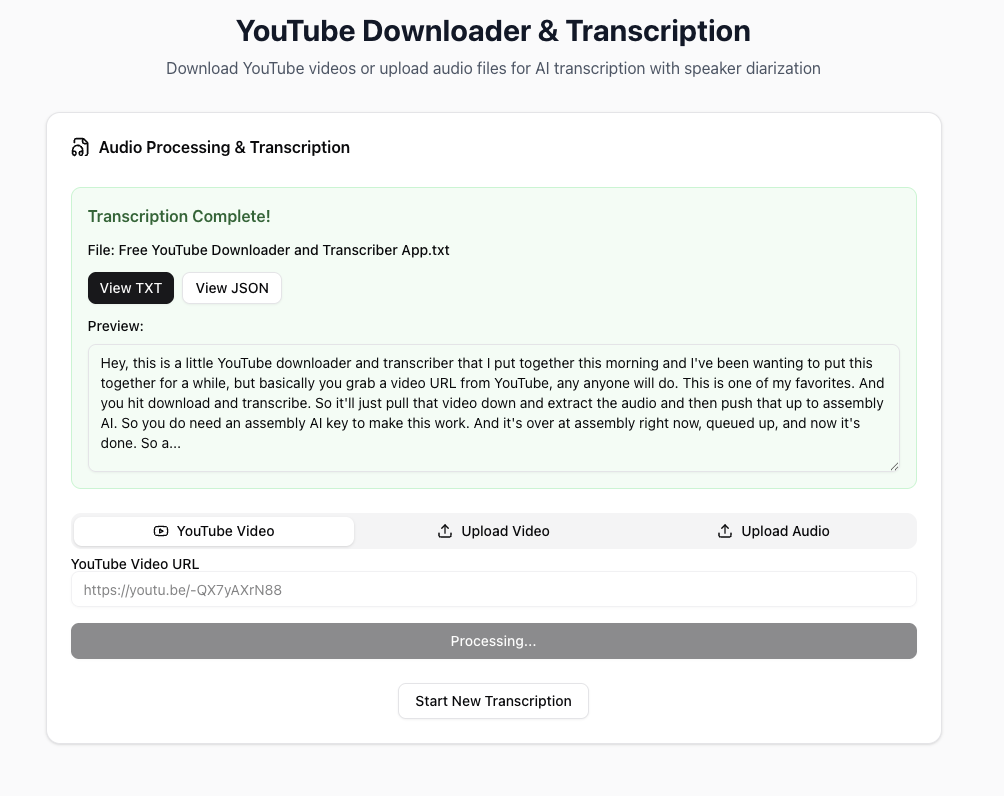 YouTube Downloader & Transcription
Download YouTube videos or upload audio files for AI transcription with speaker diarization
Audio Processing & Transcription
Transcription Complete!
File: Free YouTube Downloader and Transcriber App.txt
View TXT View JSON
Preview:
Hey, this is a little YouTube downloader and transcriber that I put together this morning and I've been wanting to put this
together for a while, but basically you grab a video URL from YouTube, any anyone will do. This is one of my favorites. And
you hit download and transcribe. So it'll just pull that video down and extract the audio and then push that up to assembly
AI. So you do need an assembly AI key to make this work. And it's over at assembly right now, queued up, and now it's
done. So a...
YouTube Video Upload Video Upload Audio
YouTube Video URL
https://youtu.be/-QX7yAXrN88
Processing...
Start New Transcription